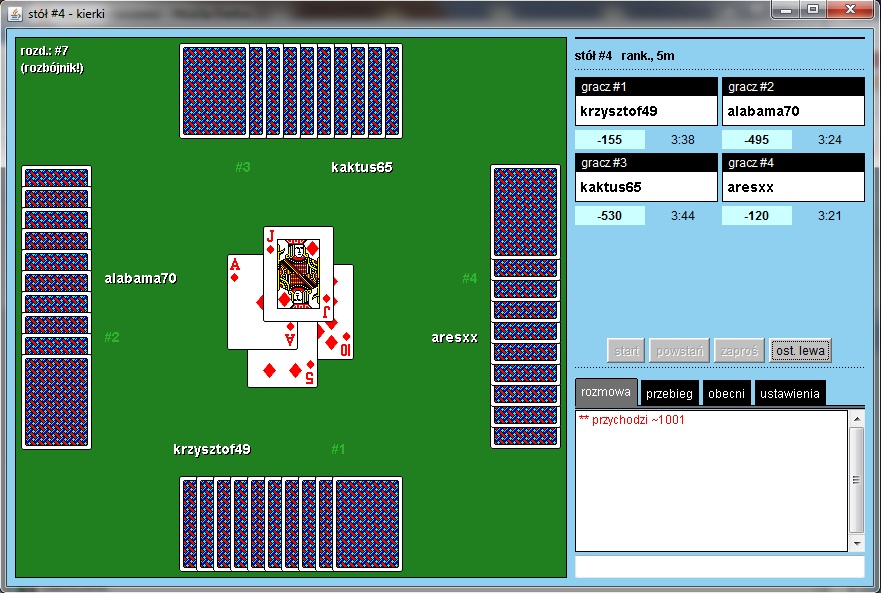 stół #4 - kierki
rozd.: #7
(rozbójnik!)
#3 kaktus65
alabama70
#2
#4
aresxx
krzysztof49 #1
J
J
A
A
10
5
stół #4 rank., 5m
gracz #1 gracz #2
krzysztof49 alabama70
-155 3:38 -495 3:24
gracz #3 gracz #4
kaktus65 aresxx
-530 3:44 -120 3:21
start powstań zaproś ost. lewa
rozmowa przebieg obecni ustawienia
** przychodzi ~1001